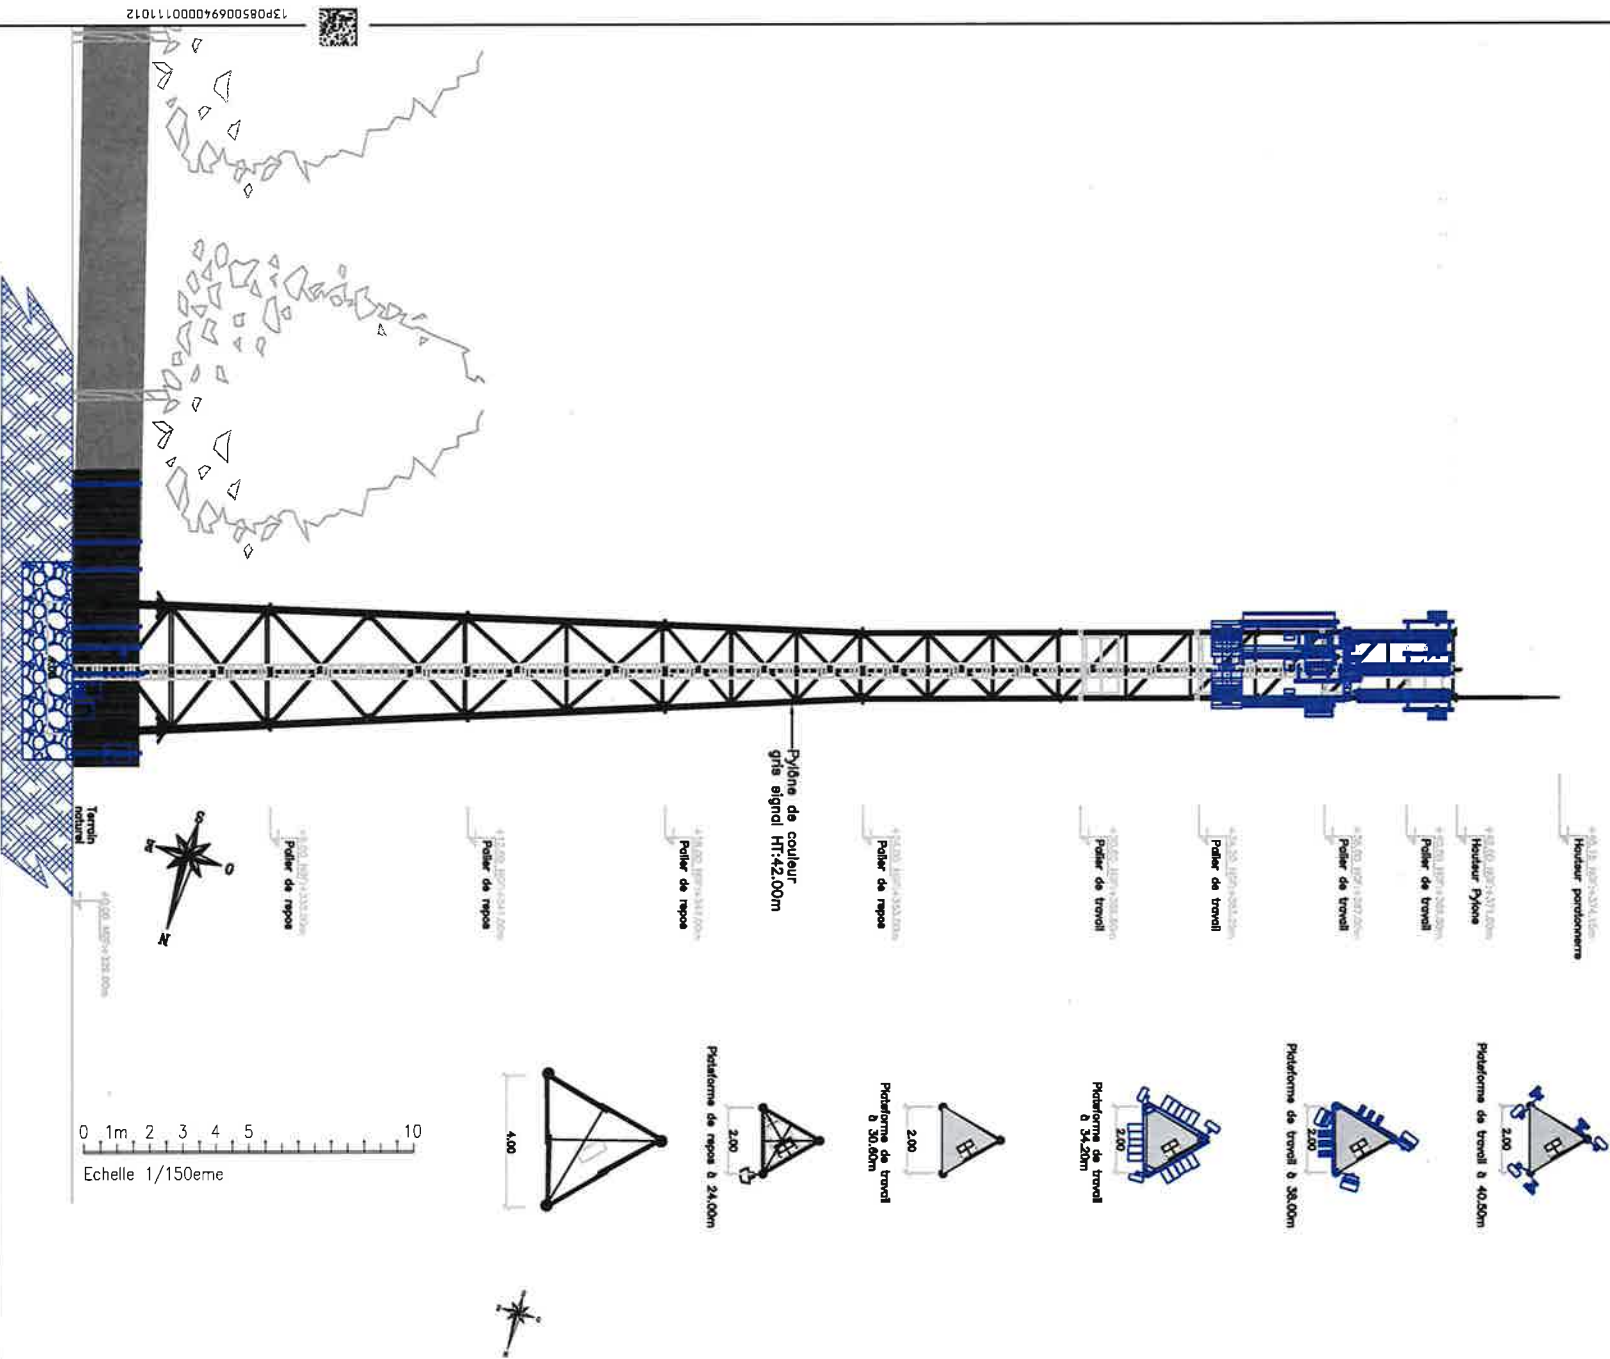 13P08500694000011012
Hauteur paratonnerre
Hauteur Pylone
Palier de travail
Palier de travail
Palier de travail
Palier de travail
Palier de repos
Pylône de couleur
gris signal HT:42.00m
Palier de repos
Palier de repos
Palier de repos
Terrain
naturel
S
O
N
Plateforme de travail à 40.50m
2.00
Plateforme de travail à 38.00m
2.00
Plateforme de travail
à 34.20m
2.00
Plateforme de travail
à 30.60m
2.00
Plateforme de repos à 24.00m
2.00
4.00
0 1m 2 3 4 5 10
Echelle 1/150eme